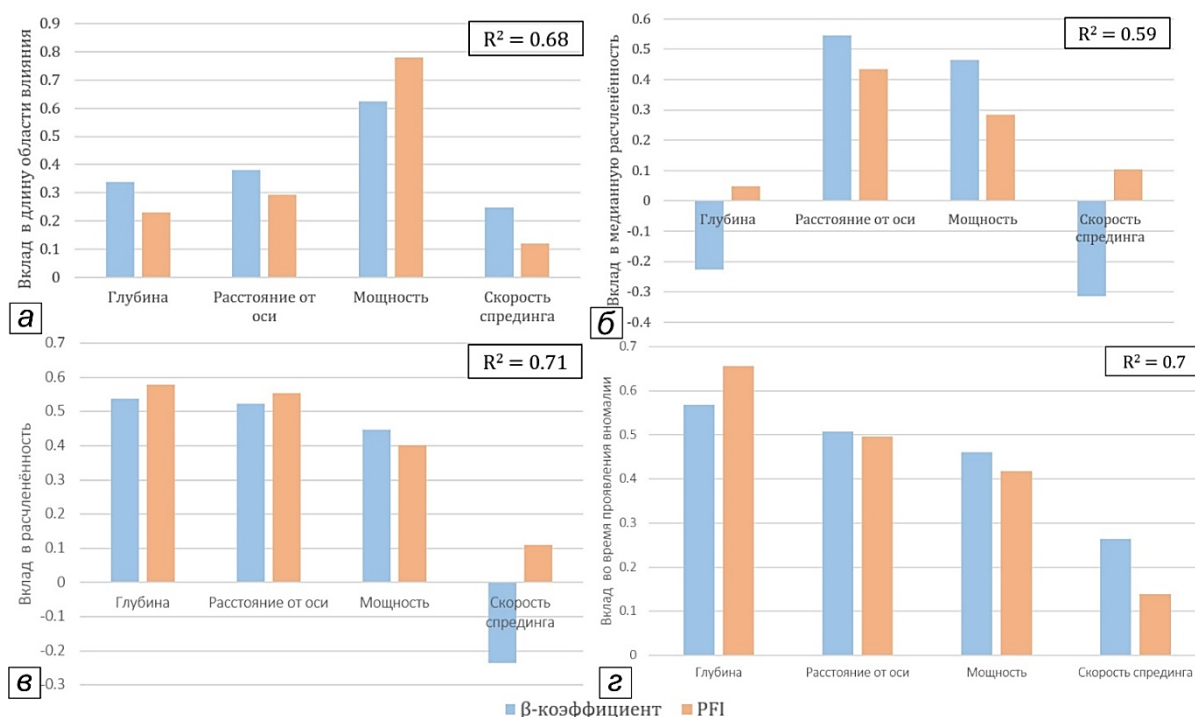 Вклад в длину области влияния
0.9
0.8
0.7
0.6
0.5
0.4
0.3
0.2
0.1
0
R² = 0.68
Глубина
Расстояние от
оси
Мощность
Скорость
спрединга
а
Вклад в медианную расчленённость
0.6
0.5
0.4
0.3
0.2
0.1
0
-0.1
-0.2
-0.3
-0.4
R² = 0.59
Глубина
Расстояние от оси
Мощность
Скорость
спрединга
б
Вклад в расчленённость
0.7
0.6
0.5
0.4
0.3
0.2
0.1
0
-0.1
-0.2
-0.3
R² = 0.71
Глубина
Расстояние от оси
Мощность
Скорость
спрединга
в
Вклад во время проявления вномалии
0.7
0.6
0.5
0.4
0.3
0.2
0.1
0
R² = 0.7
Глубина
Расстояние от оси
Мощность
Скорость спрединга
г
β-коэффициент
PFI